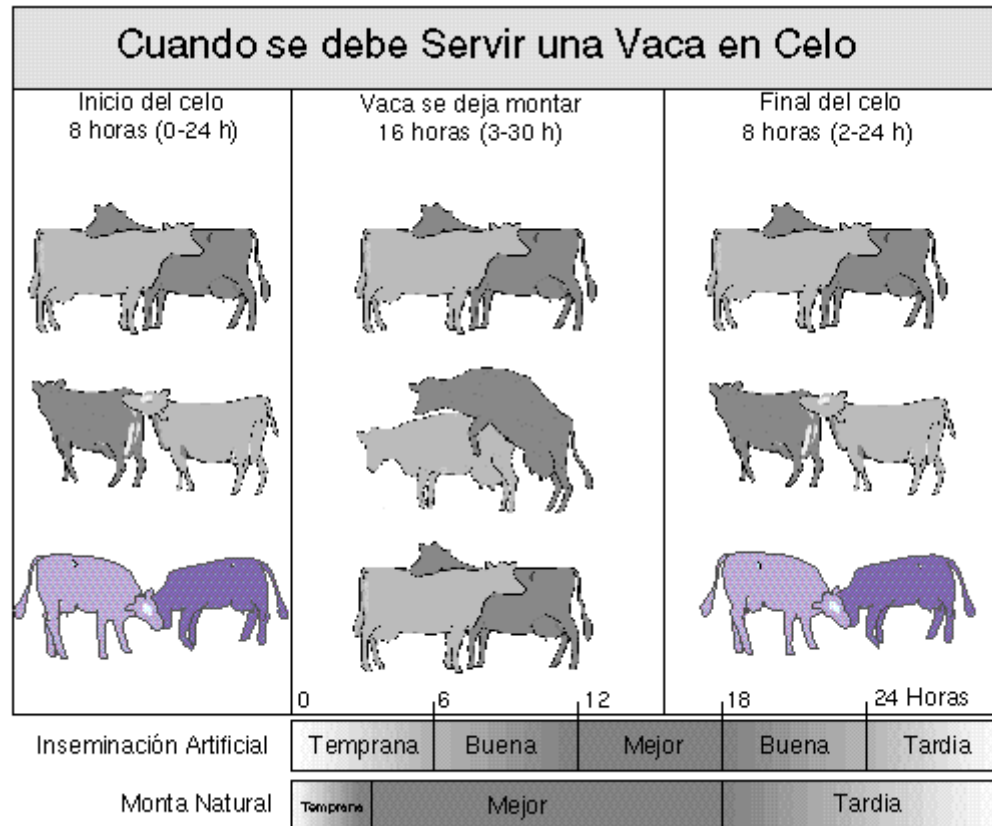 Cuando se debe Servir una Vaca en Celo
Inicio del celo
8 horas (0-24 h)
Vaca se deja montar
16 horas (3-30 h)
Final del celo
8 horas (2-24 h)
0 6 12 18 24 Horas
Inseminación Artificial Temprana Buena Mejor Buena Tardia
Monta Natural Temprana Mejor Tardia